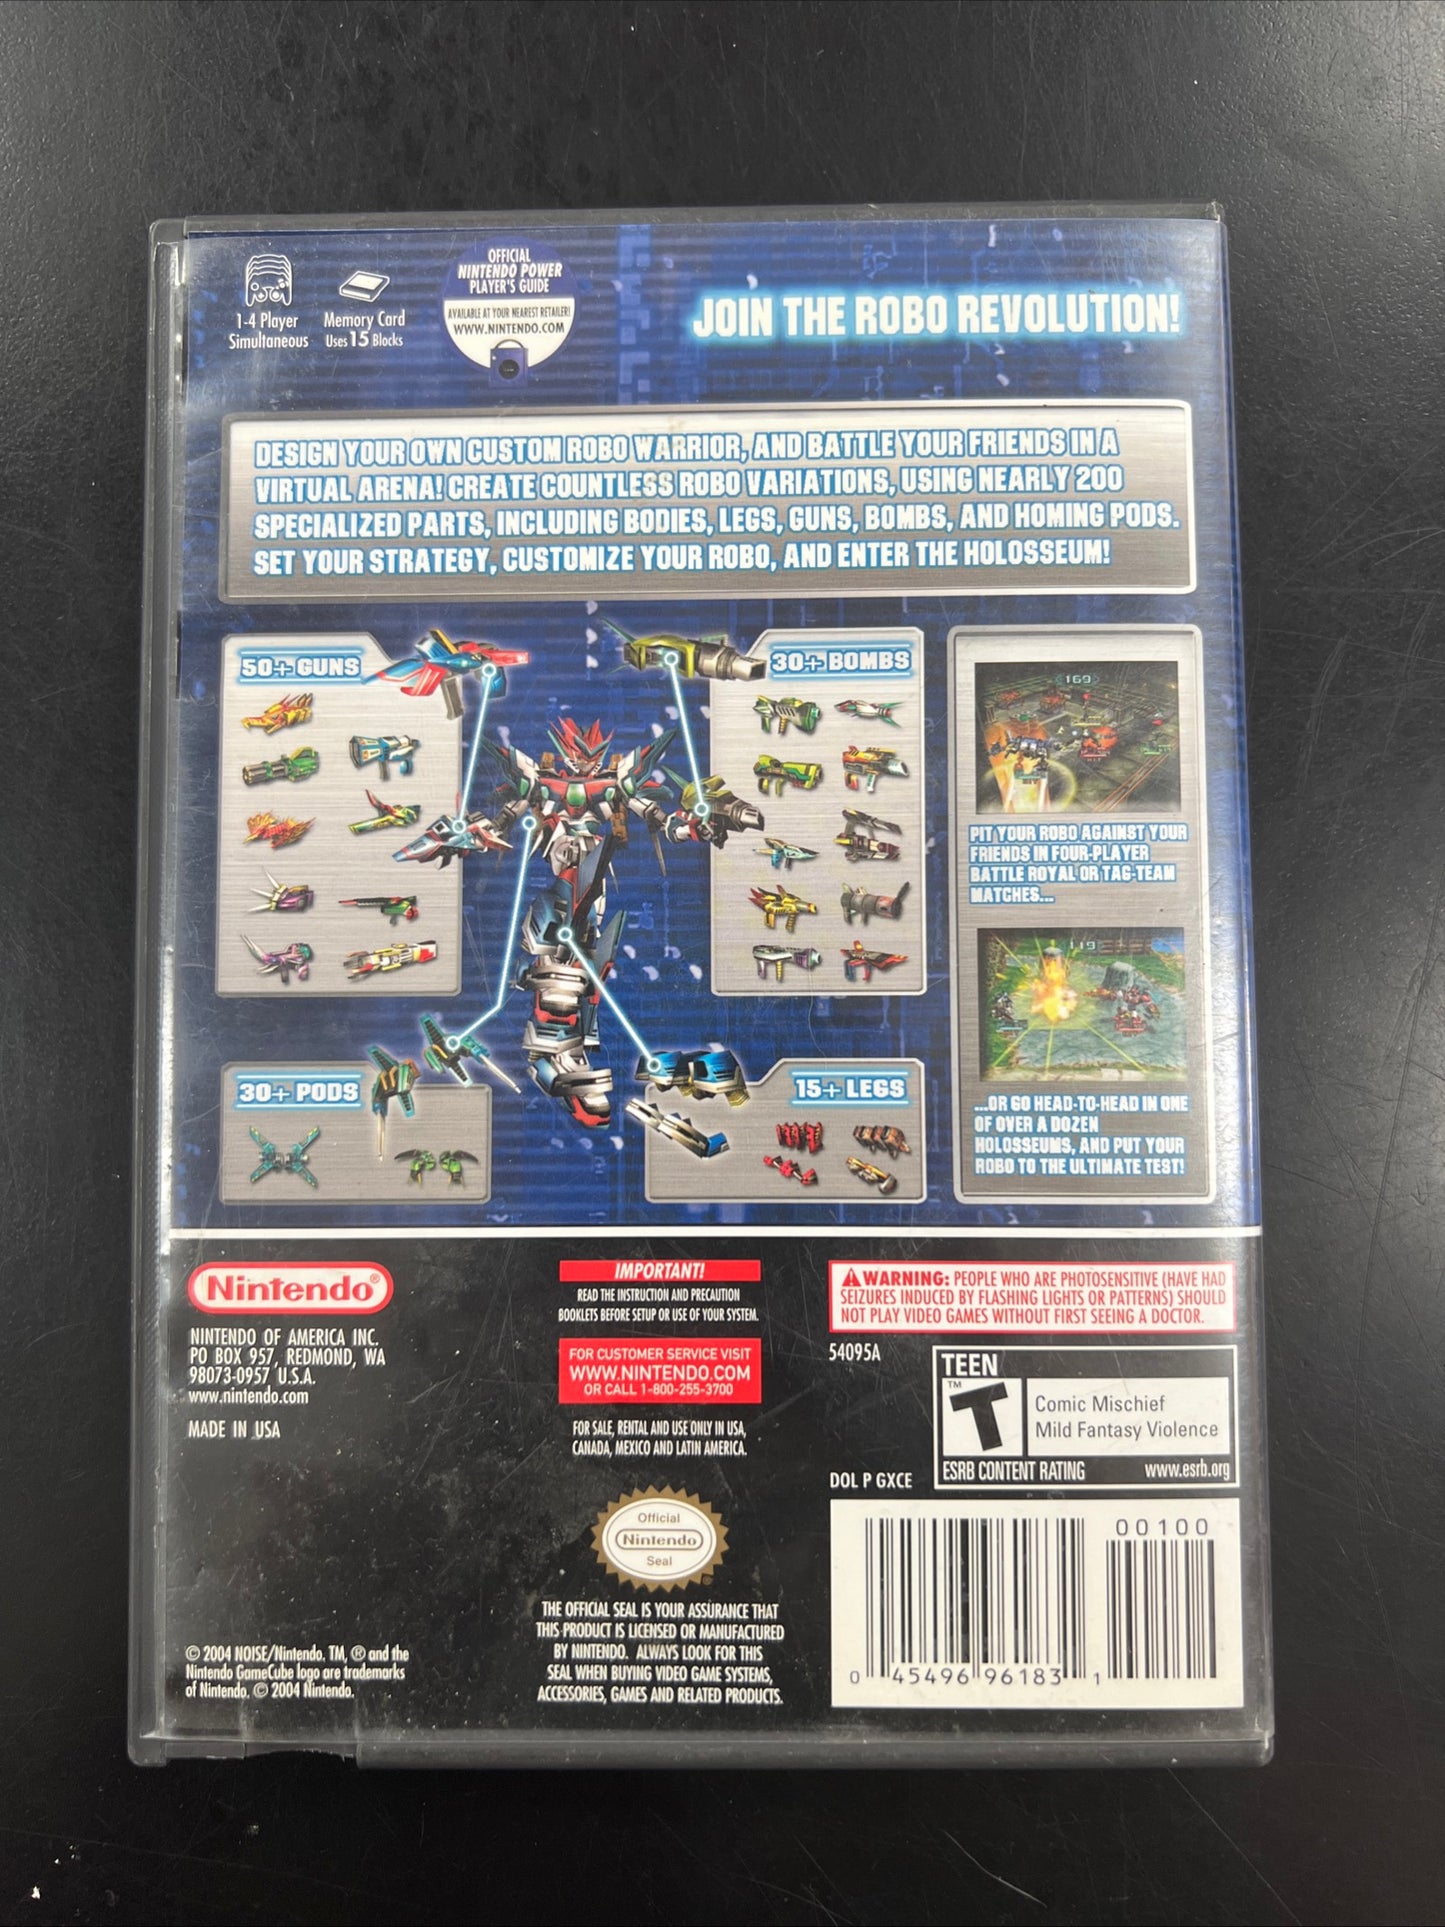 1-4 Player
Simultaneous
Memory Card
Uses 15 Blocks
OFFICIAL
NINTENDO POWER
PLAYER'S GUIDE
AVAILABLE AT YOUR NEAREST RETAILER!
WWW.NINTENDO.COM
JOIN THE ROBO REVOLUTION!
DESIGN YOUR OWN CUSTOM ROBO WARRIOR, AND BATTLE YOUR FRIENDS IN A
VIRTUAL ARENA! CREATE COUNTLESS ROBO VARIATIONS, USING NEARLY 200
SPECIALIZED PARTS, INCLUDING BODIES, LEGS, GUNS, BOMBS, AND HOMING PODS.
SET YOUR STRATEGY, CUSTOMIZE YOUR ROBO, AND ENTER THE HOLOSSEUM!
50+ GUNS
30+ BOMBS
30+ PODS
15+ LEGS
169
PIT YOUR ROBO AGAINST YOUR
FRIENDS IN FOUR-PLAYER
BATTLE ROYAL OR TAG-TEAM
MATCHES...
119
...OR GO HEAD-TO-HEAD IN ONE
OF OVER A DOZEN
HOLOSSEUMS, AND PUT YOUR
ROBO TO THE ULTIMATE TEST!
Nintendo®
NINTENDO OF AMERICA INC.
PO BOX 957, REDMOND, WA
98073-0957 U.S.A.
www.nintendo.com
MADE IN USA
© 2004 NOISE/Nintendo. TM, ® and the
Nintendo GameCube logo are trademarks
of Nintendo. © 2004 Nintendo.
IMPORTANT!
READ THE INSTRUCTION AND PRECAUTION
BOOKLETS BEFORE SETUP OR USE OF YOUR SYSTEM.
FOR CUSTOMER SERVICE VISIT
WWW.NINTENDO.COM
OR CALL 1-800-255-3700
FOR SALE, RENTAL AND USE ONLY IN USA,
CANADA, MEXICO AND LATIN AMERICA.
Official
Nintendo
Seal
®
THE OFFICIAL SEAL IS YOUR ASSURANCE THAT
THIS PRODUCT IS LICENSED OR MANUFACTURED
BY NINTENDO. ALWAYS LOOK FOR THIS
SEAL WHEN BUYING VIDEO GAME SYSTEMS,
ACCESSORIES, GAMES AND RELATED PRODUCTS.
WARNING: PEOPLE WHO ARE PHOTOSENSITIVE (HAVE HAD
SEIZURES INDUCED BY FLASHING LIGHTS OR PATTERNS) SHOULD
NOT PLAY VIDEO GAMES WITHOUT FIRST SEEING A DOCTOR.
54095A
TEEN
TM
T
Comic Mischief
Mild Fantasy Violence
ESRB CONTENT RATING www.esrb.org
DOL P GXCE
00100
0 45496 96183 1